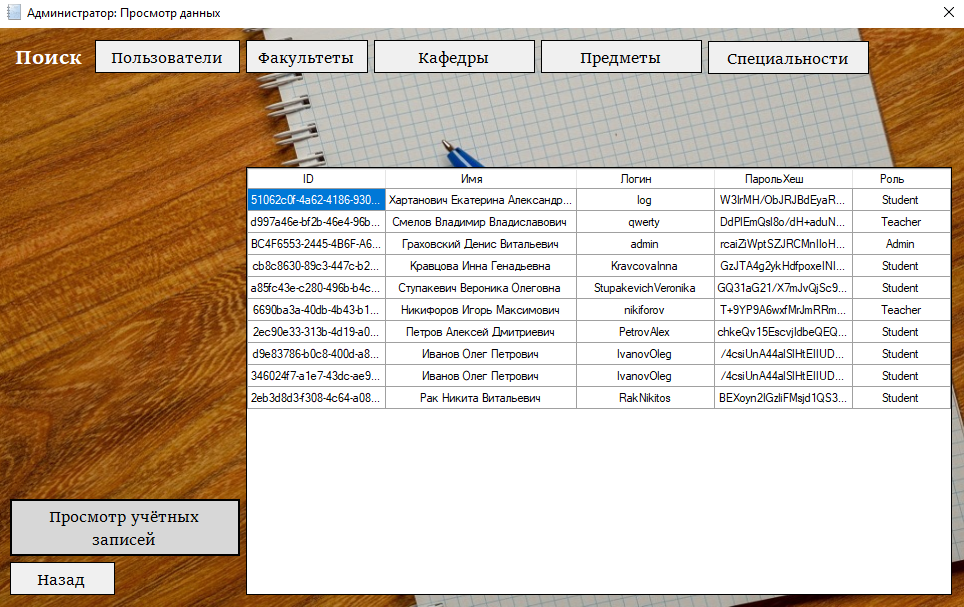 Администратор: Просмотр данных
Поиск Пользователи Факультеты Кафедры Предметы Специальности
ID Имя Логин ПарольХеш Роль
51062c0f-4a62-4186-930... Хартанович Екатерина Александр... log W3IrMH/ObJRJBdEyaR... Student
d997a46e-bf2b-46e4-96b... Смелов Владимир Владиславович qwerty DdPIEmQsl8o/dH+aduN... Teacher
BC4F6553-2445-4B6F-A6... Граховский Денис Витальевич admin rcaiZiWptSZJRCMnIIoH... Admin
cb8c8630-89c3-447c-b2... Кравцова Инна Генадьевна KravcovaInna GzJTA4g2ykHdfpoxeINI... Student
a85fc43e-c280-496b-b4c... Ступакевич Вероника Олеговна StupakevichVeronika GQ31aG21/X7mJvQjSc9... Student
6690ba3a-40db-4b43-b1... Никифоров Игорь Максимович nikiforov T+9YP9A6wxfMrJmRRm... Teacher
2ec90e33-313b-4d19-a0... Петров Алексей Дмитриевич PetrovAlex chkeQv15EscvjIdbeQEQ... Student
d9e83786-b0c8-400d-a8... Иванов Олег Петрович IvanovOleg /4csiUnA44alSlHtEIIUD... Student
346024f7-a1e7-43dc-ae9... Иванов Олег Петрович IvanovOleg /4csiUnA44alSlHtEIIUD... Student
2eb3d8d3-f308-4c64-a08... Рак Никита Витальевич RakNikitos BEXoyn2IGzliFMsjd1QS3... Student
Просмотр учётных
записей
Назад